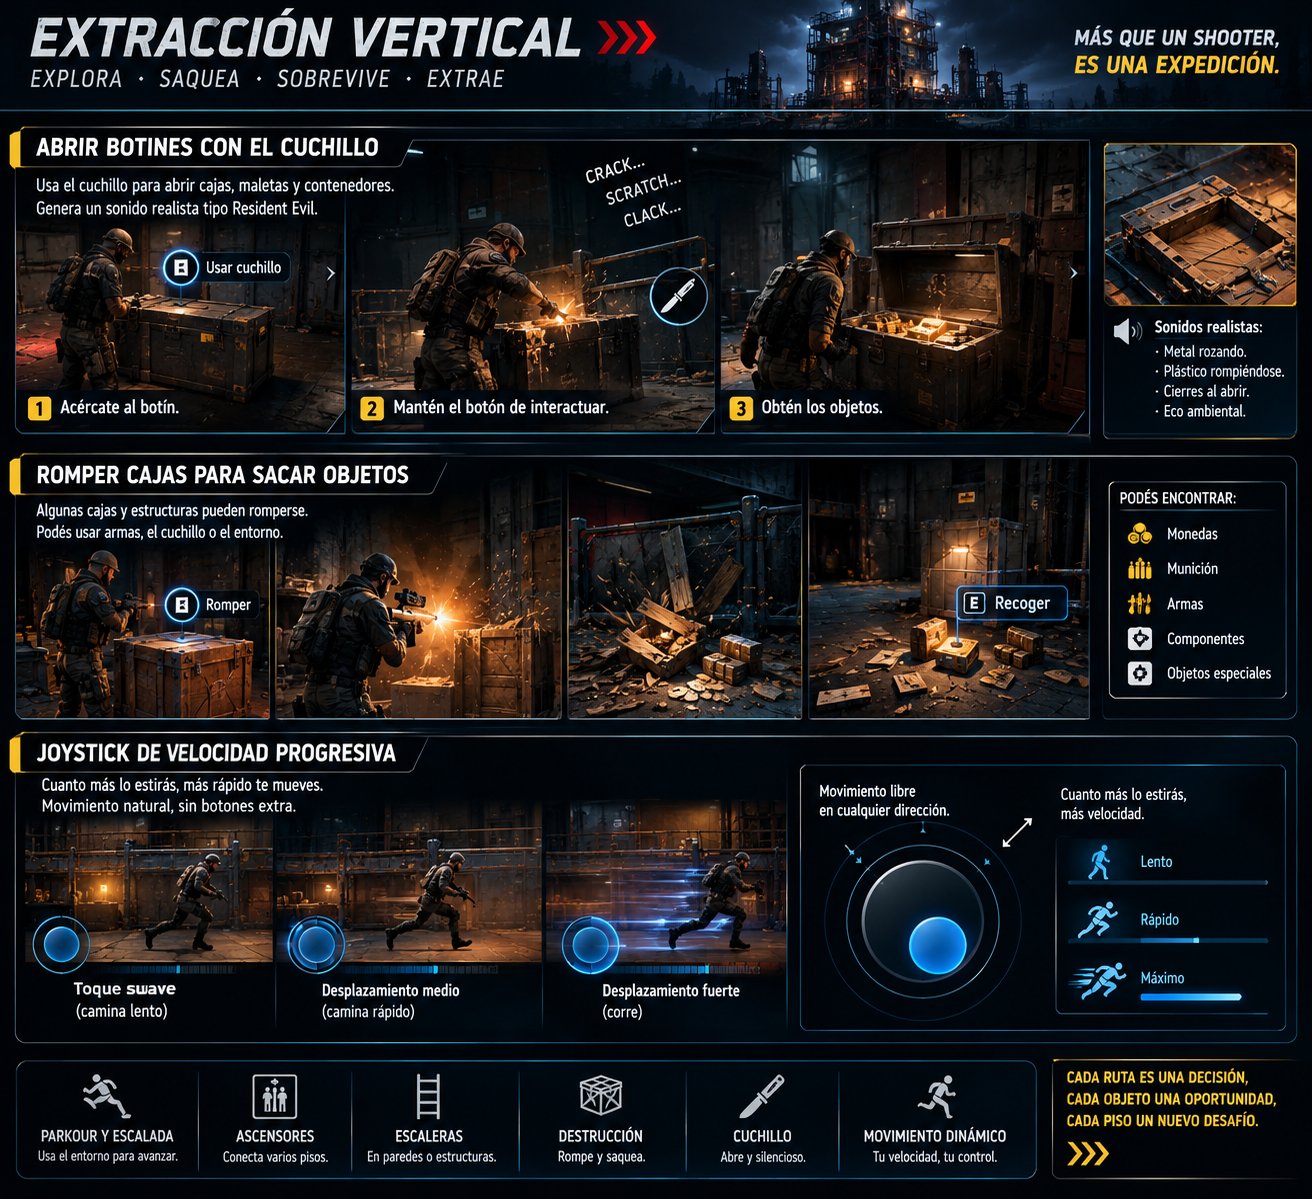 EXTRACCIÓN VERTICAL
EXPLORA · SAQUEA · SOBREVIVE · EXTRAE
MÁS QUE UN SHOOTER,
ES UNA EXPEDICIÓN.
ABRIR BOTINES CON EL CUCHILLO
Usa el cuchillo para abrir cajas, maletas y contenedores.
Genera un sonido realista tipo Resident Evil.
Usar cuchillo
CRACK...
SCRATCH...
CLACK...
1 Acércate al botín.
2 Mantén el botón de interactuar.
3 Obtén los objetos.
Sonidos realistas:
· Metal rozando.
· Plástico rompiéndose.
· Cierres al abrir.
· Eco ambiental.
ROMPER CAJAS PARA SACAR OBJETOS
Algunas cajas y estructuras pueden romperse.
Podés usar armas, el cuchillo o el entorno.
Romper
E Recoger
PODÉS ENCONTRAR:
Monedas
Munición
Armas
Componentes
Objetos especiales
JOYSTICK DE VELOCIDAD PROGRESIVA
Cuanto más lo estirás, más rápido te mueves.
Movimiento natural, sin botones extra.
Toque suave
(camina lento)
Desplazamiento medio
(camina rápido)
Desplazamiento fuerte
(corre)
Movimiento libre
en cualquier dirección.
Cuanto más lo estirás,
más velocidad.
Lento
Rápido
Máximo
PARKOUR Y ESCALADA
Usa el entorno para avanzar.
ASCENSORES
Conecta varios pisos.
ESCALERAS
En paredes o estructuras.
DESTRUCCIÓN
Rompe y saquea.
CUCHILLO
Abre y silencioso.
MOVIMIENTO DINÁMICO
Tu velocidad, tu control.
CADA RUTA ES UNA DECISIÓN,
CADA OBJETO UNA OPORTUNIDAD,
CADA PISO UN NUEVO DESAFÍO.